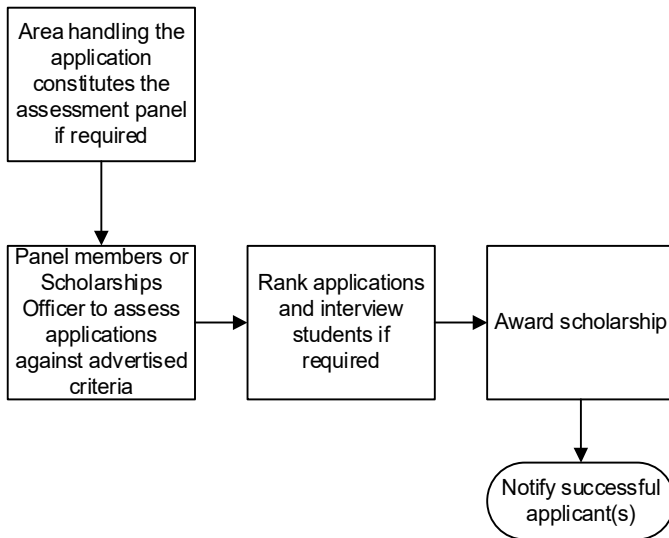 Area handling the
application
constitutes the
assessment panel
if required
Panel members or
Scholarships
Officer to assess
applications
against advertised
criteria
Rank applications
and interview
students if
required
Award scholarship
Notify successful
applicant(s)